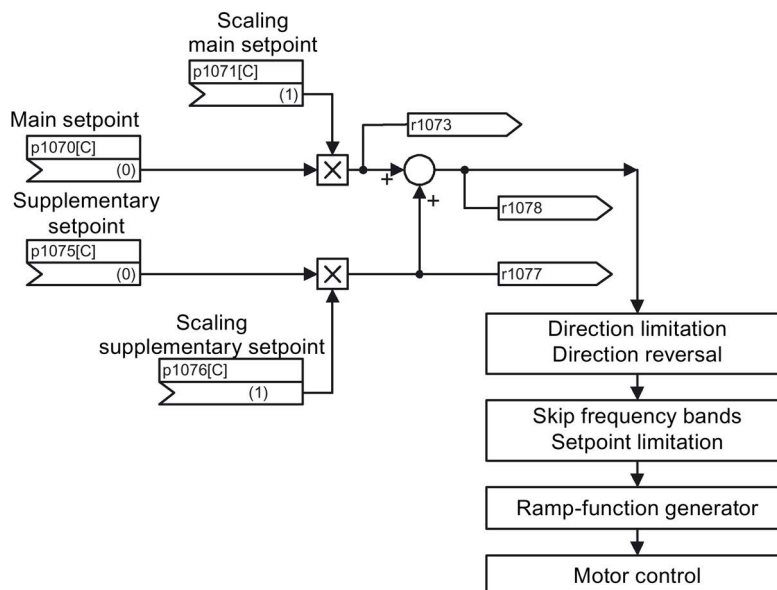 Scaling
main setpoint
p1071[C]
(1)
Main setpoint
p1070[C]
(0)
r1073
+
+
r1078
Supplementary
setpoint
p1075[C]
(0)
r1077
Scaling
supplementary setpoint
p1076[C]
(1)
Direction limitation
Direction reversal
Skip frequency bands
Setpoint limitation
Ramp-function generator
Motor control